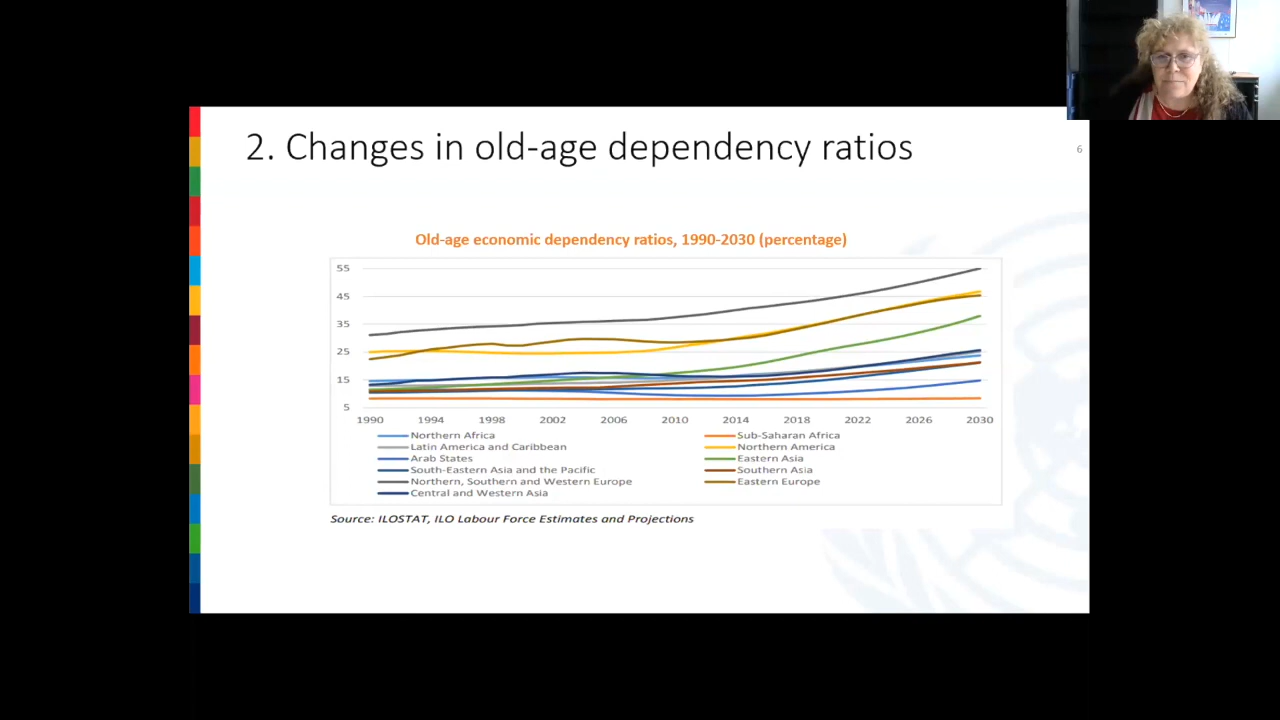 2. Changes in old-age dependency ratios
6
Old-age economic dependency ratios, 1990-2030 (percentage)
55
45
35
25
15
5
1990 1994 1998 2002 2006 2010 2014 2018 2022 2026 2030
Northern Africa Sub-Saharan Africa
Latin America and Caribbean Northern America
Arab States Eastern Asia
South-Eastern Asia and the Pacific Southern Asia
Northern, Southern and Western Europe Eastern Europe
Central and Western Asia
Source: ILOSTAT, ILO Labour Force Estimates and Projections